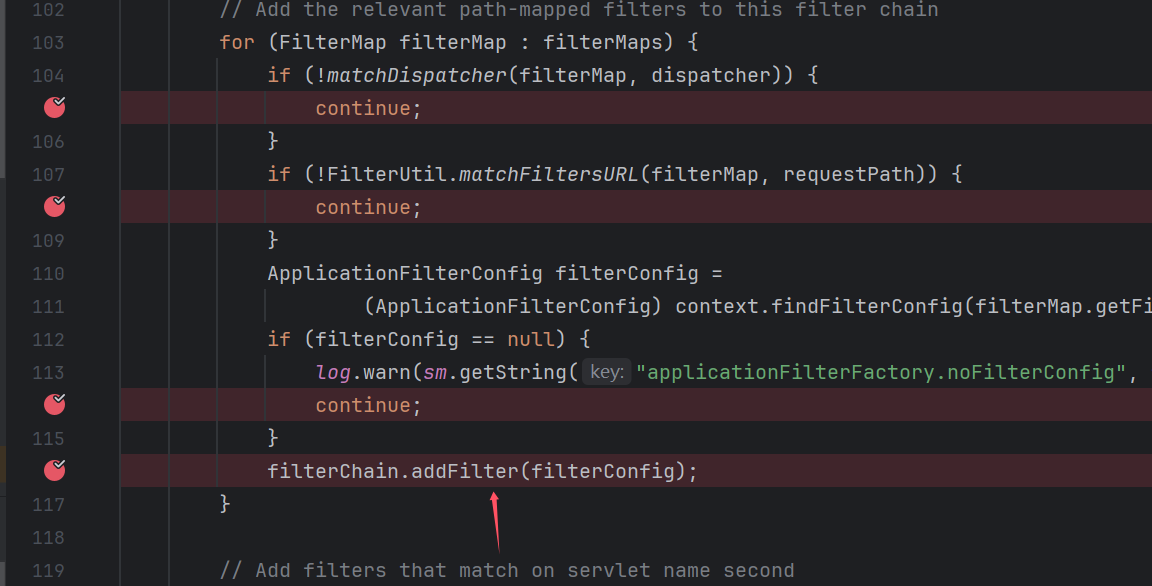 102 // Add the relevant path-mapped filters to this filter chain
103 for (FilterMap filterMap : filterMaps) {
104 if (!matchDispatcher(filterMap, dispatcher)) {
continue;
106 }
107 if (!FilterUtil.matchFiltersURL(filterMap, requestPath)) {
continue;
109 }
110 ApplicationFilterConfig filterConfig =
111 (ApplicationFilterConfig) context.findFilterConfig(filterMap.getFi
112 if (filterConfig == null) {
113 log.warn(sm.getString( key: "applicationFilterFactory.noFilterConfig",
continue;
115 }
filterChain.addFilter(filterConfig);
117 }
118
119 // Add filters that match on servlet name second